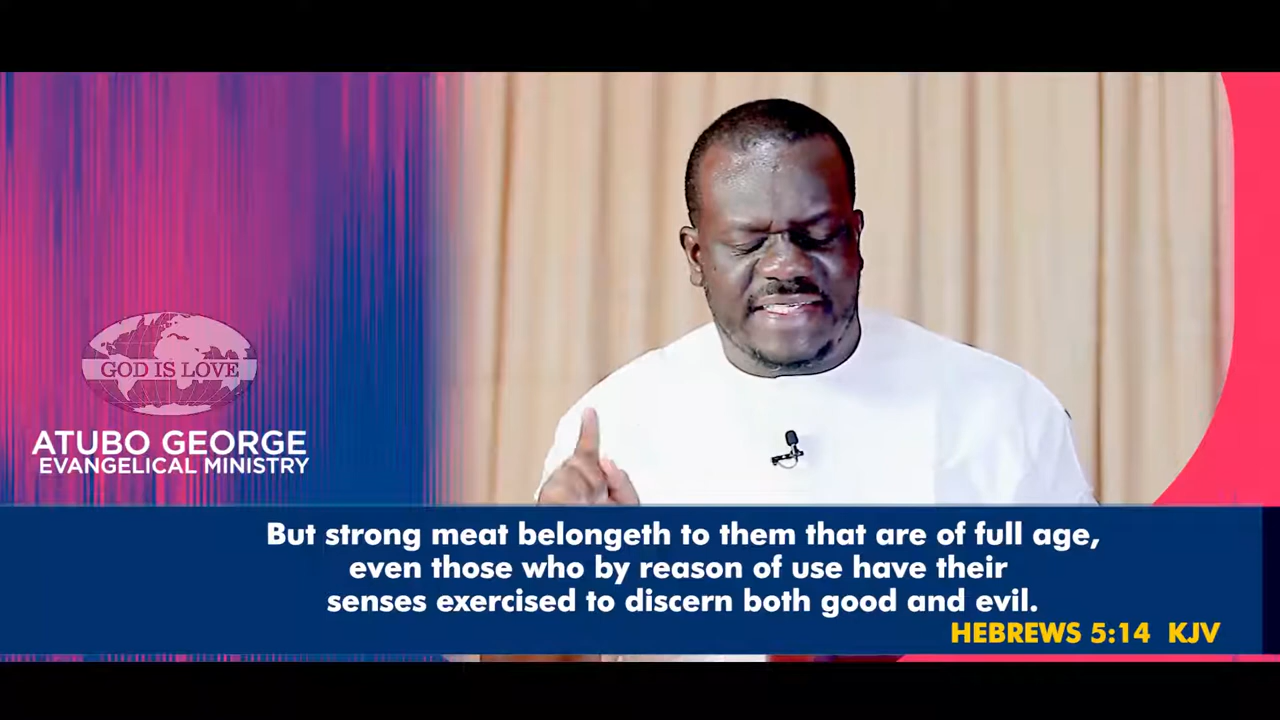 GOD IS LOVE
ATUBO GEORGE
EVANGELICAL MINISTRY
But strong meat belongeth to them that are of full age,
even those who by reason of use have their
senses exercised to discern both good and evil.
HEBREWS 5:14 KJV